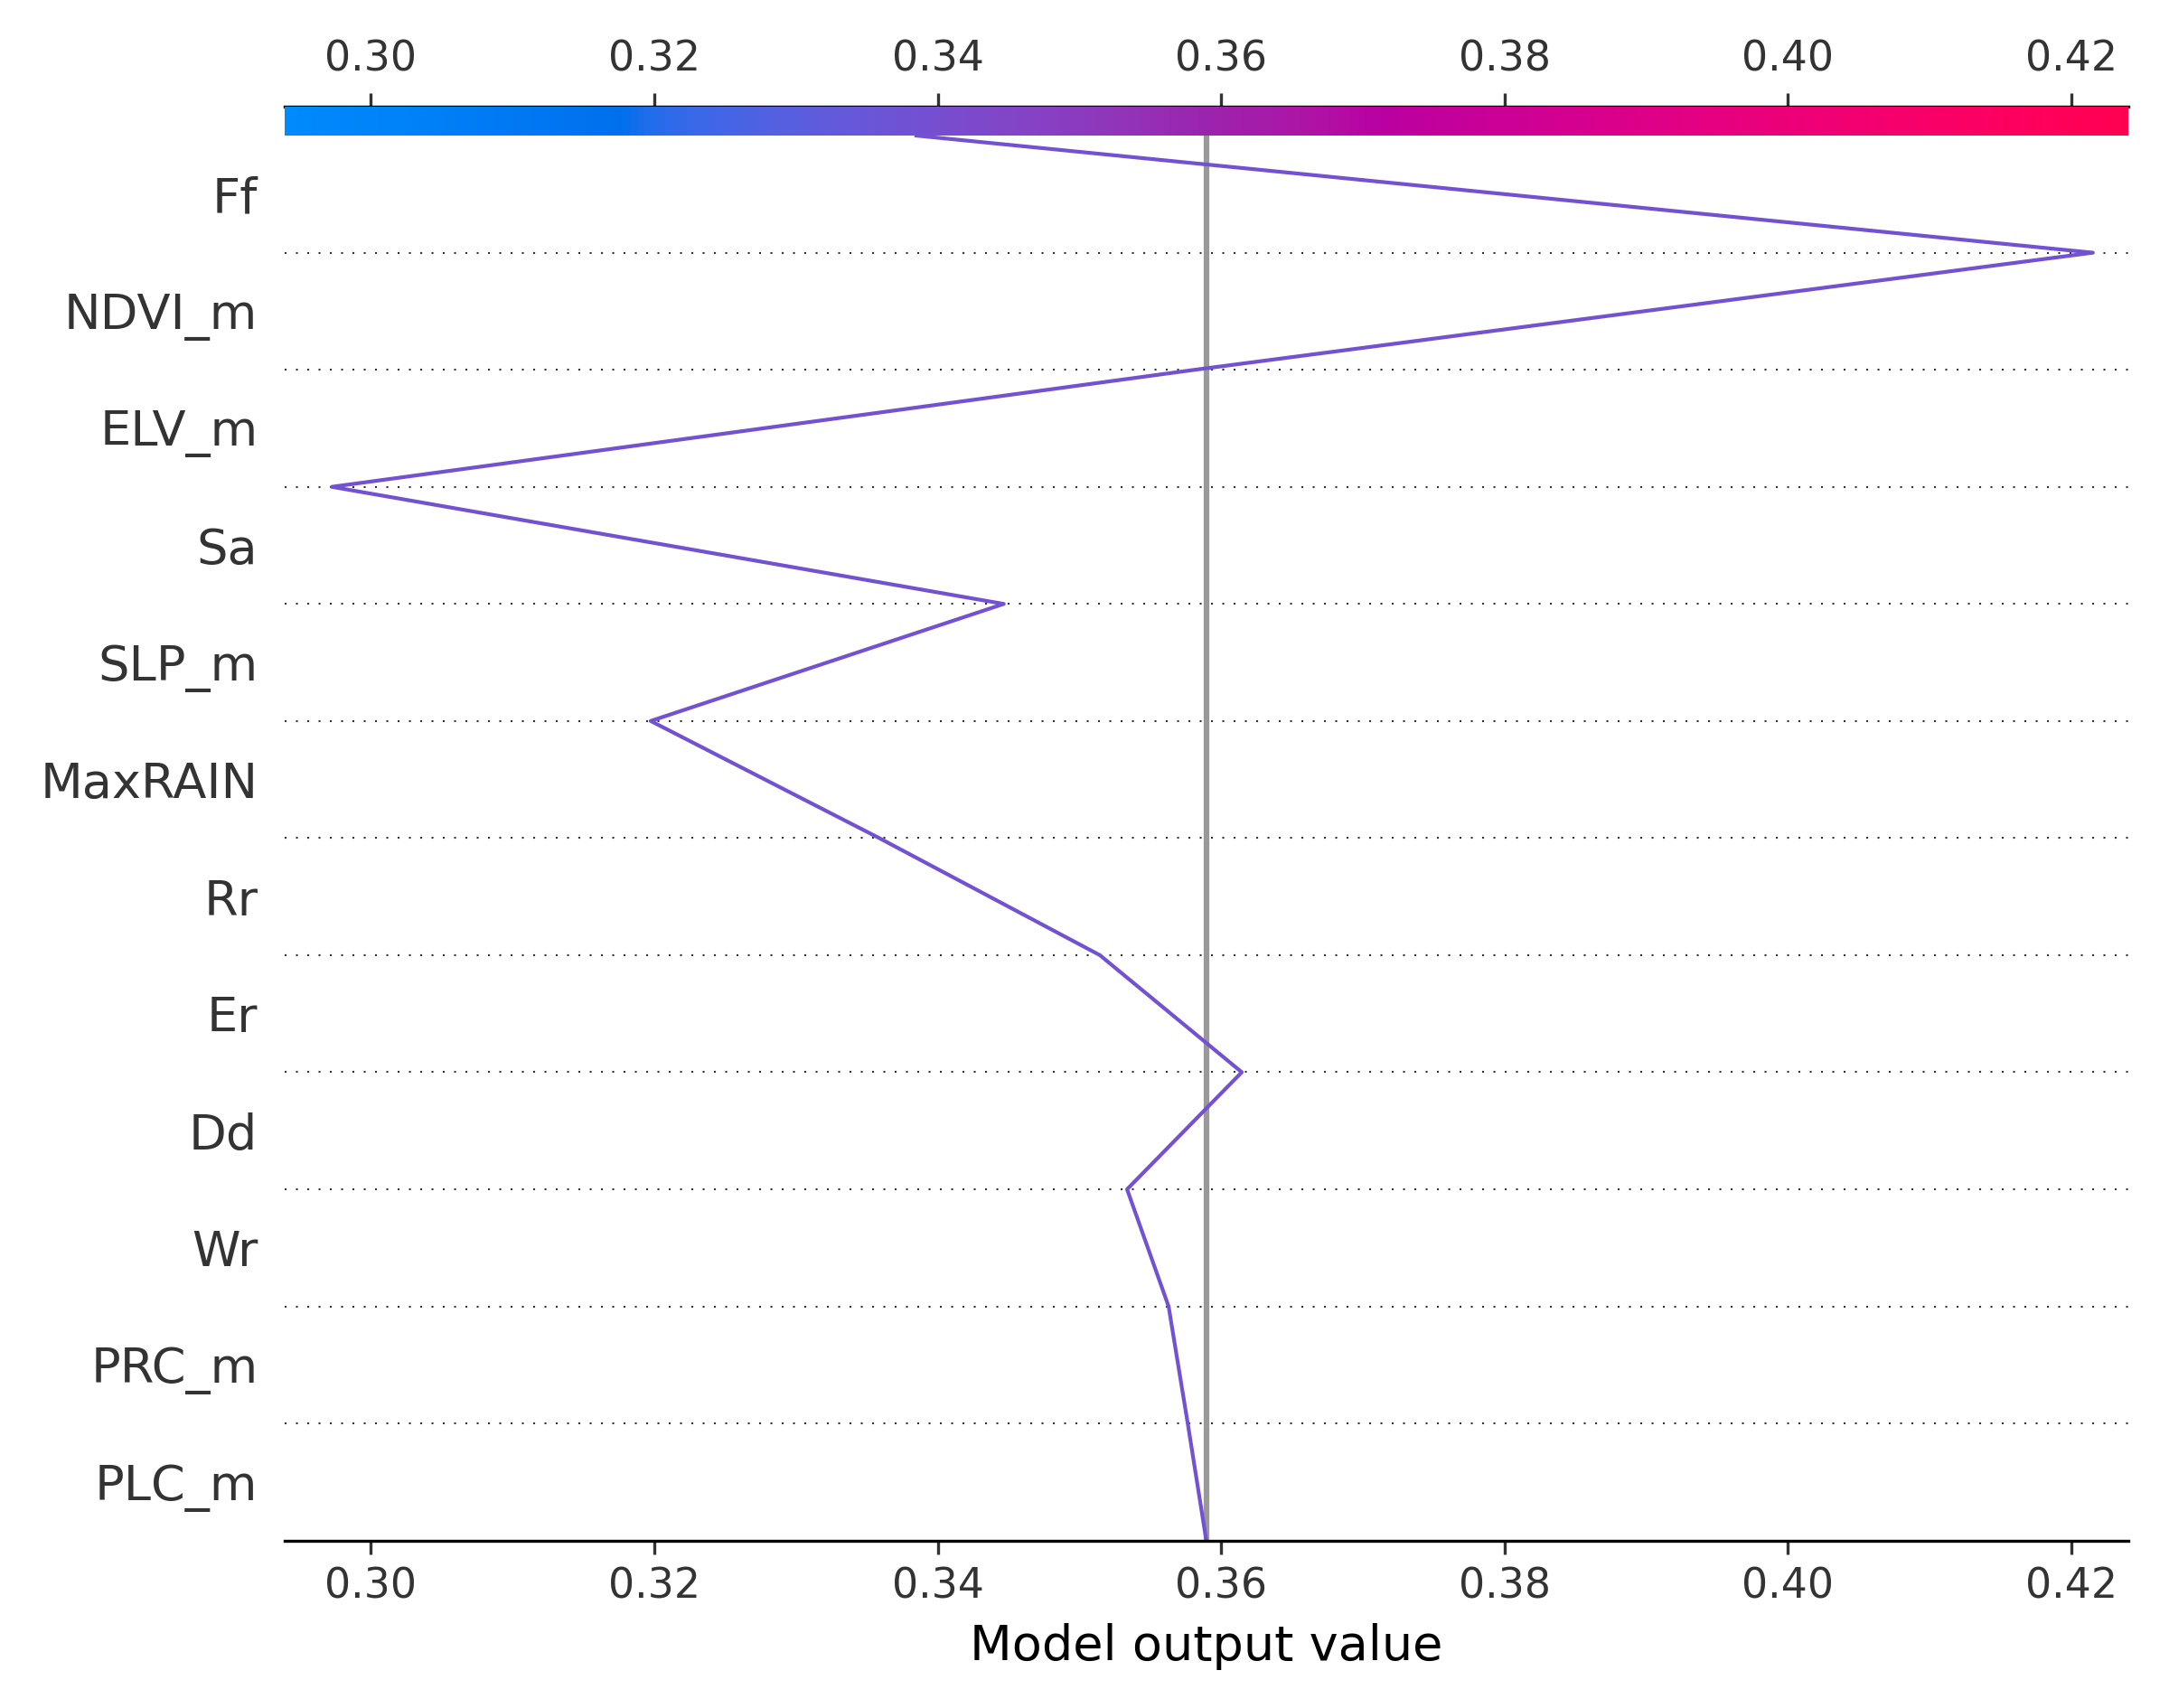 0.30 0.32 0.34 0.36 0.38 0.40 0.42
Ff
NDVI_m
ELV_m
Sa
SLP_m
MaxRAIN
Rr
Er
Dd
Wr
PRC_m
PLC_m
0.30 0.32 0.34 0.36 0.38 0.40 0.42
Model output value